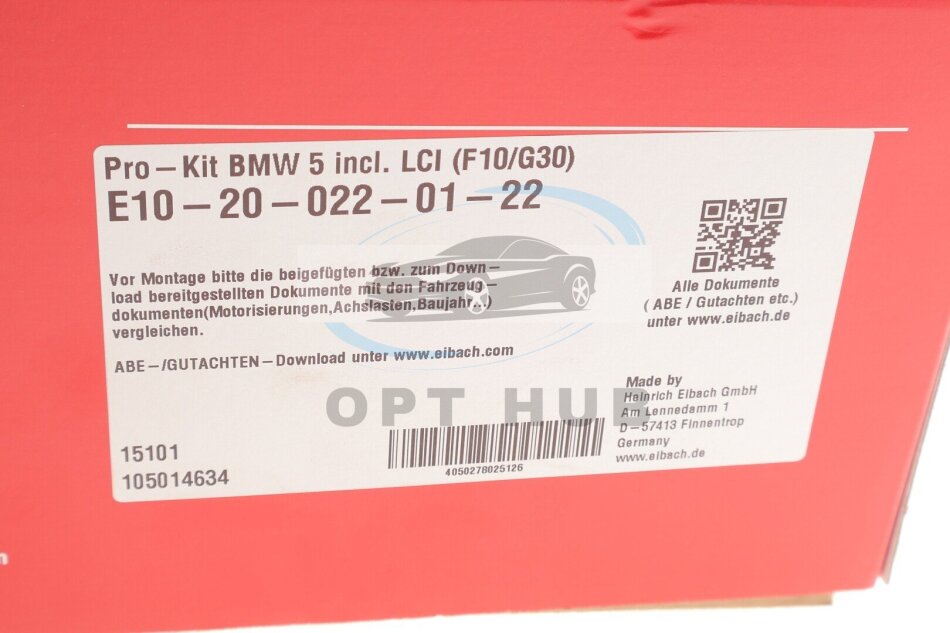 Pro-Kit BMW 5 incl. LCI (F10/G30)
E10-20-022-01-22
Vor Montage bitte die beigefügten bzw. zum Down-
load bereitgestellten Dokumente mit den Fahrzeug-
dokumenten(Motorisierungen,Achslasten,Baujahr...)
vergleichen.
ABE-/GUTACHTEN-Download unter www.eibach.com
Alle Dokumente
( ABE / Gutachten etc.)
unter www.eibach.de
OPT HUB
Made by
Heinrich Eibach GmbH
Am Lennedamm 1
D-57413 Finnentrop
Germany
www.eibach.de
15101
105014634
4050278025126